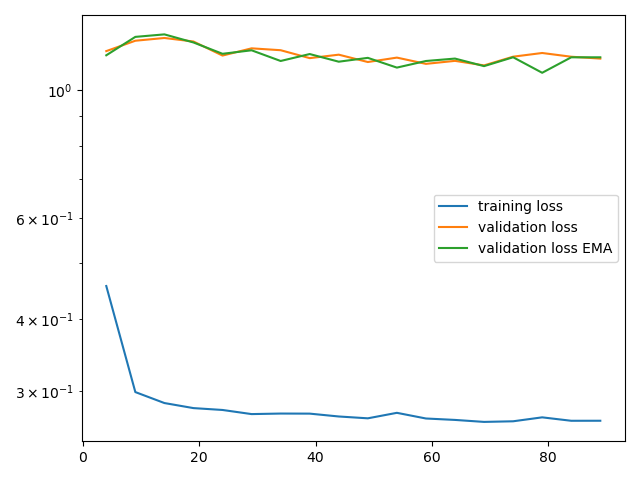 10⁰
6 × 10⁻¹
4 × 10⁻¹
3 × 10⁻¹
training loss
validation loss
validation loss EMA
0 20 40 60 80